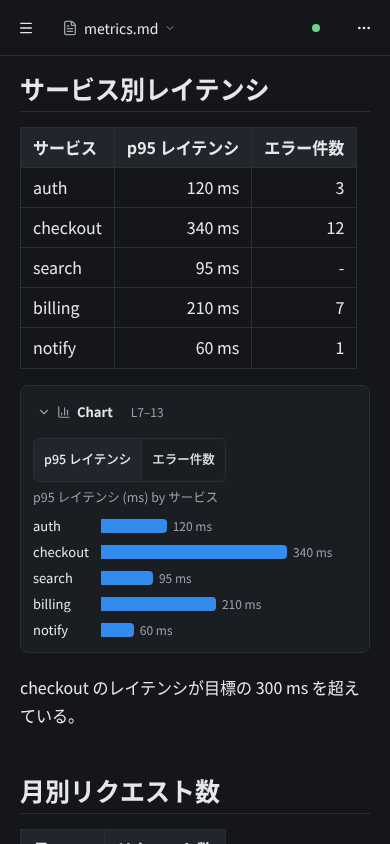 metrics.md
サービス別レイテンシ
サービス p95 レイテンシ エラー件数
auth 120 ms 3
checkout 340 ms 12
search 95 ms -
billing 210 ms 7
notify 60 ms 1
Chart L7–13
p95 レイテンシ エラー件数
p95 レイテンシ (ms) by サービス
auth 120 ms
checkout 340 ms
search 95 ms
billing 210 ms
notify 60 ms
checkout のレイテンシが目標の 300 ms を超え
ている。
月別リクエスト数